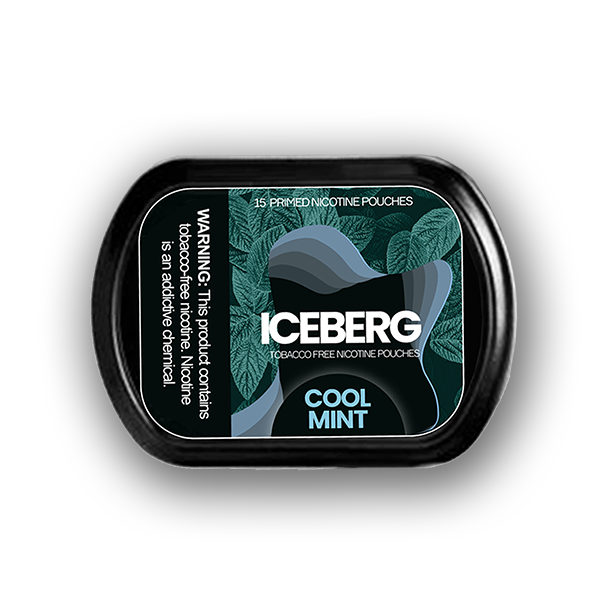 15 PRIMED NICOTINE POUCHES
ICEBERG
TOBACCO FREE NICOTINE POUCHES
COOL
MINT
WARNING: This product contains
tobacco-free nicotine. Nicotine
is an addictive chemical.